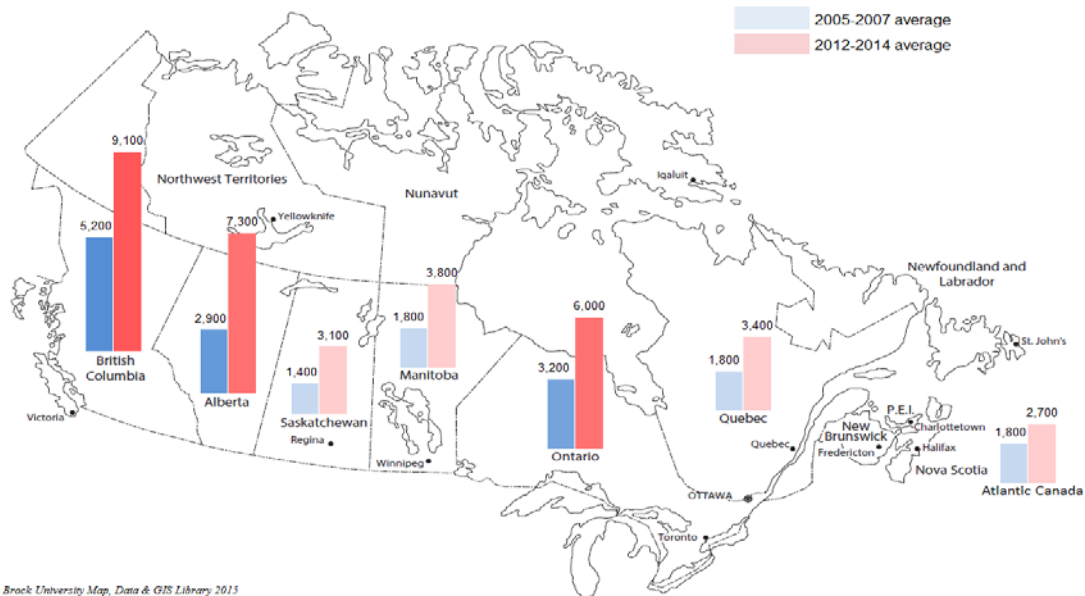 2005-2007 average
2012-2014 average
9,100
5,200
Northwest Territories
Nunavut
Iqaluit
Yellowknife
7,300
2,900
3,800
1,800
Newfoundland and
Labrador
6,000
3,200
3,400
1,800
St. John's
British
Columbia
3,100
1,400
Manitoba
Alberta
Victoria
Saskatchewan
Regina
Winnipeg
Ontario
Quebec
Quebec
P.E.I.
Charlottetown
New
Brunswick
Fredericton
Halifax
Nova Scotia
2,700
1,800
Atlantic Canada
OTTAWA
Toronto
Brock University Map, Data & GIS Library 2015